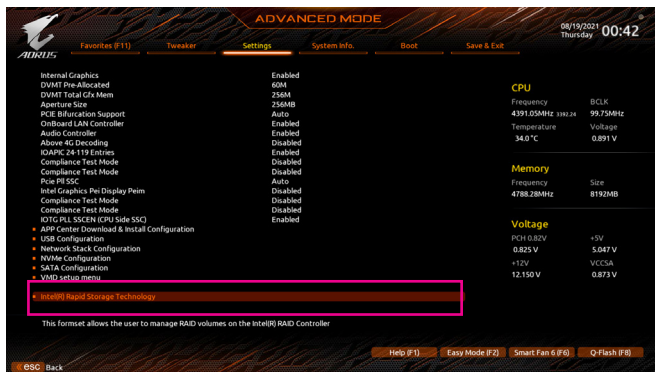 ADVANCED MODE
08/19/2021 Thursday 00:42
AORUS
Favorites (F11) Tweaker Settings System Info. Boot Save & Exit
Internal Graphics Enabled
DVMT Pre-Allocated 60M
DVMT Total Gfx Mem 256M
Aperture Size 256MB
PCIE Bifurcation Support Auto
OnBoard LAN Controller Enabled
Audio Controller Enabled
Above 4G Decoding Disabled
IOAPIC 24-119 Entries Enabled
Compliance Test Mode Disabled
Compliance Test Mode Disabled
Pcie Pll SSC Auto
Intel Graphics Pei Display Peim Disabled
Compliance Test Mode Disabled
Compliance Test Mode Disabled
IOTG PLL SSCEN (CPU Side SSC) Enabled
APP Center Download & Install Configuration
USB Configuration
Network Stack Configuration
NVMe Configuration
SATA Configuration
VMD setup menu
Intel(R) Rapid Storage Technology
This formset allows the user to manage RAID volumes on the Intel(R) RAID Controller
CPU
Frequency BCLK
4391.05MHz 3392.24 99.75MHz
Temperature Voltage
34.0 °C 0.891 V
Memory
Frequency Size
4788.28MHz 8192MB
Voltage
PCH 0.82V +5V
0.825 V 5.047 V
+12V VCCSA
12.150 V 0.873 V
Help (F1) Easy Mode (F2) Smart Fan 6 (F6) Q-Flash (F8)
esc Back